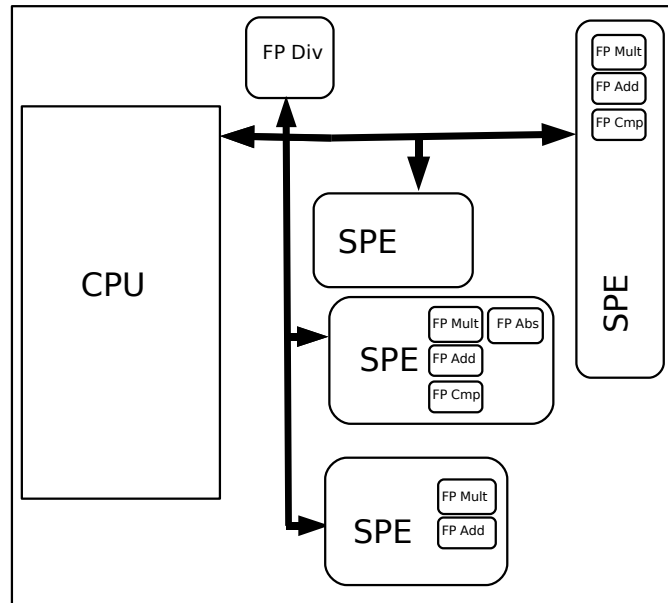 FP Div
FP Mult
FP Add
FP Cmp
SPE
CPU
SPE
SPE
FP Mult
FP Abs
FP Add
FP Cmp
SPE
FP Mult
FP Add